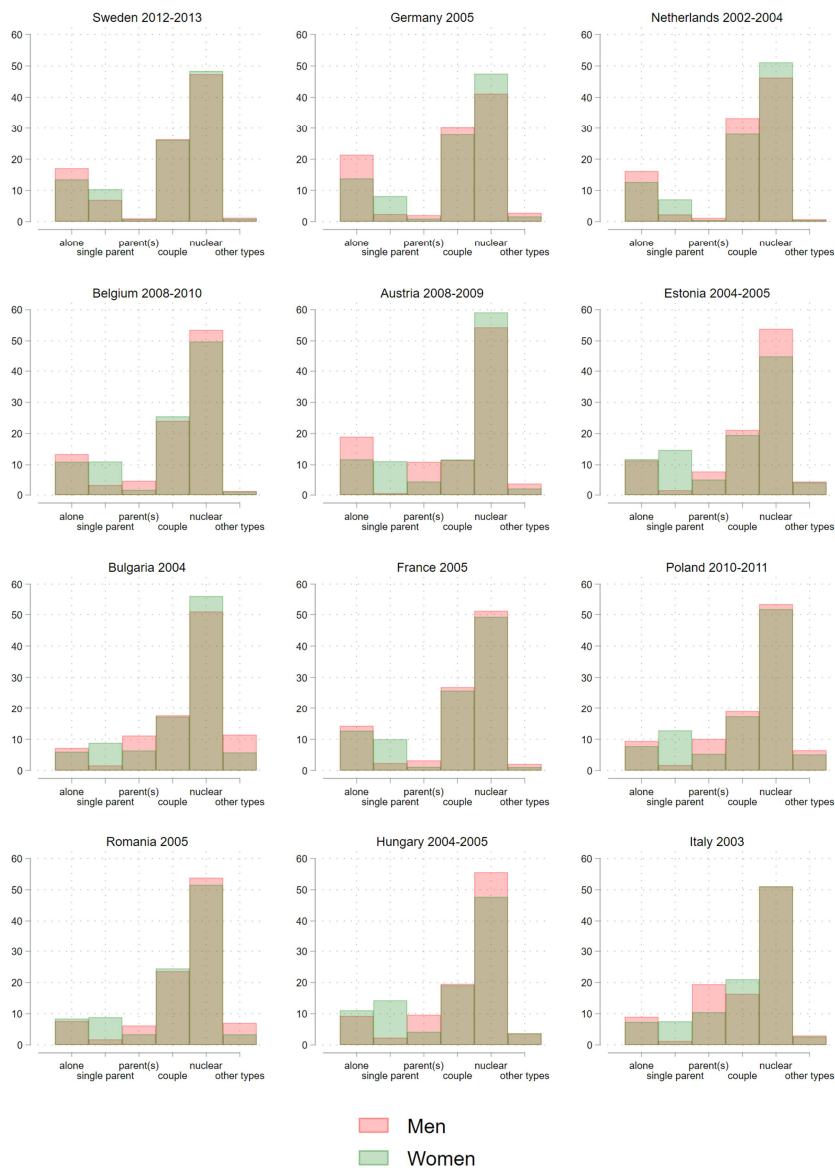 Sweden 2012-2013
Germany 2005
Netherlands 2002-2004
60
50
40
30
20
10
0
alone
parent(s)
nuclear
single parent
couple
other types
60
50
40
30
20
10
0
alone
parent(s)
nuclear
single parent
couple
other types
60
50
40
30
20
10
0
alone
parent(s)
nuclear
single parent
couple
other types
Belgium 2008-2010
Austria 2008-2009
Estonia 2004-2005
60
50
40
30
20
10
0
alone
parent(s)
nuclear
single parent
couple
other types
60
50
40
30
20
10
0
alone
parent(s)
nuclear
single parent
couple
other types
60
50
40
30
20
10
0
alone
parent(s)
nuclear
single parent
couple
other types
Bulgaria 2004
France 2005
Poland 2010-2011
60
50
40
30
20
10
0
alone
parent(s)
nuclear
single parent
couple
other types
60
50
40
30
20
10
0
alone
parent(s)
nuclear
single parent
couple
other types
60
50
40
30
20
10
0
alone
parent(s)
nuclear
single parent
couple
other types
Romania 2005
Hungary 2004-2005
Italy 2003
60
50
40
30
20
10
0
alone
parent(s)
nuclear
single parent
couple
other types
60
50
40
30
20
10
0
alone
parent(s)
nuclear
single parent
couple
other types
60
50
40
30
20
10
0
alone
parent(s)
nuclear
single parent
couple
other types
Men
Women